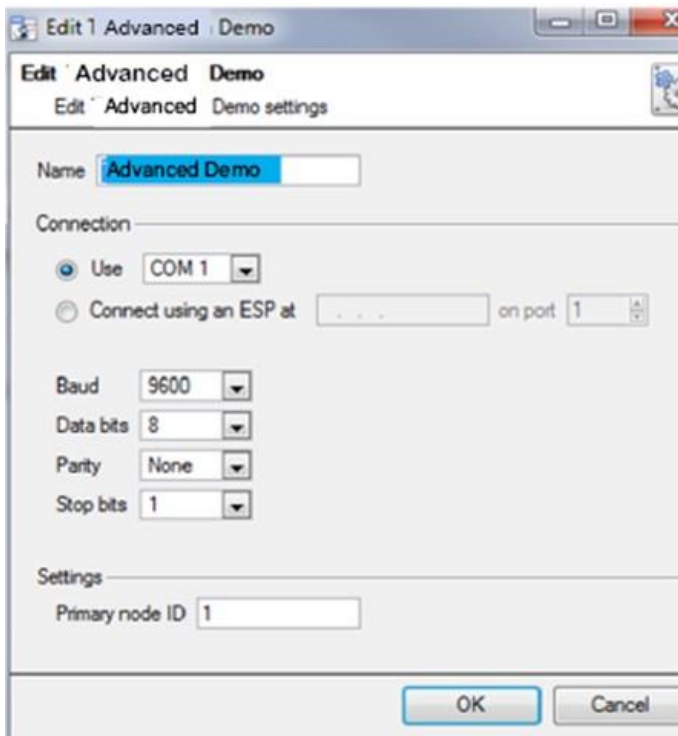 Edit 1 Advanced Demo
Edit Advanced Demo
Edit Advanced Demo settings
Name Advanced Demo
Connection
Use COM 1
Connect using an ESP at . . . on port 1
Baud 9600
Data bits 8
Parity None
Stop bits 1
Settings
Primary node ID 1
OK Cancel